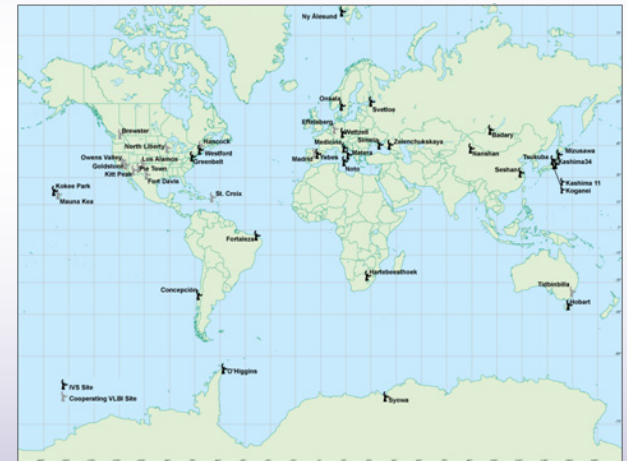 Ny Ålesund
Onsala
Svetloe
Effelsberg
Wettzell
Badary
Brewster
Hancock
Medicina
Simeiz
Zelenchukskaya
North Liberty
Westford
Mizusawa
Owens Valley
Los Alamos
Greenbelt
Matera
Nanshan
Tsukuba
Kashima34
Goldstone
Pie Town
Madrid
Yebes
Noto
Seshan
Kitt Peak
Fort Davis
Kashima 11
Kokee Park
St. Croix
Koganei
Mauna Kea
Fortaleza
Hartebeesthoek
Tidbinbilla
Concepción
Hobart
O'Higgins
IVS Site
Syowa
Cooperating VLBI Site